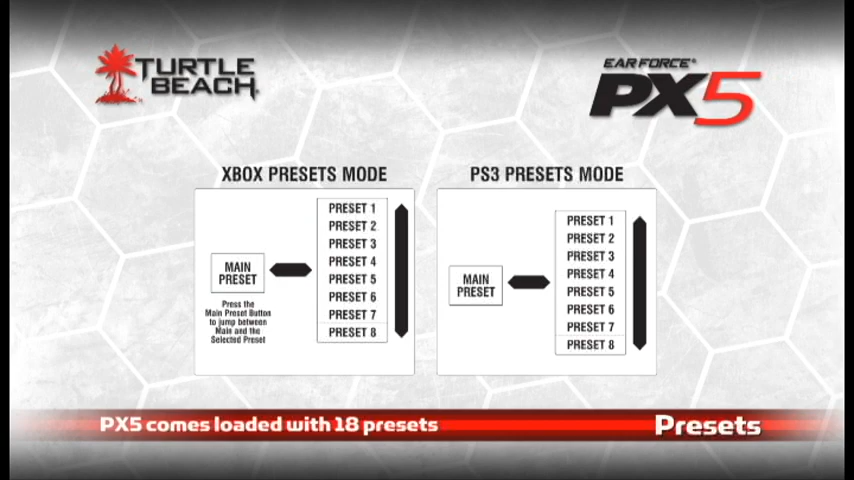 TURTLE
BEACH
EAR FORCE
PX5
XBOX PRESETS MODE
PRESET 1
PRESET 2
PRESET 3
PRESET 4
PRESET 5
PRESET 6
PRESET 7
PRESET 8
MAIN
PRESET
Press the
Main Preset Button
to jump between
Main and the
Selected Preset
PS3 PRESETS MODE
PRESET 1
PRESET 2
PRESET 3
PRESET 4
PRESET 5
PRESET 6
PRESET 7
PRESET 8
MAIN
PRESET
PX5 comes loaded with 18 presets
Presets